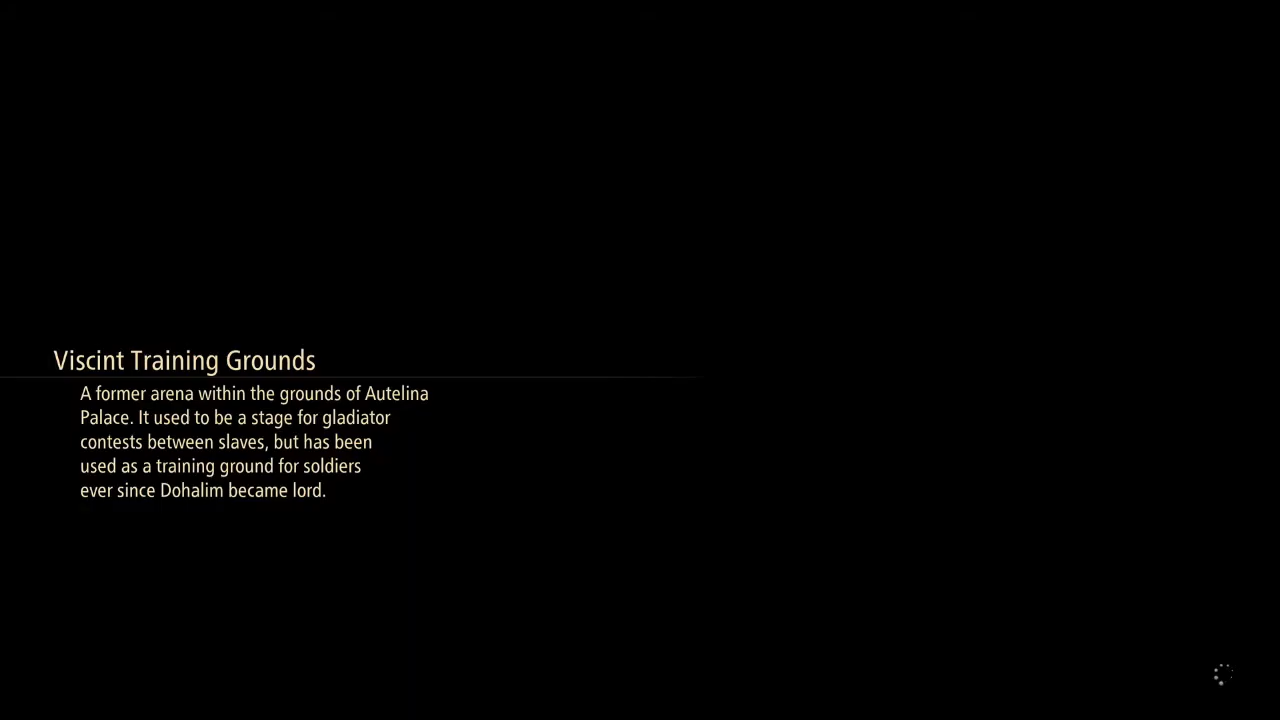 Viscint Training Grounds
A former arena within the grounds of Autelina
Palace. It used to be a stage for gladiator
contests between slaves, but has been
used as a training ground for soldiers
ever since Dohalim became lord.